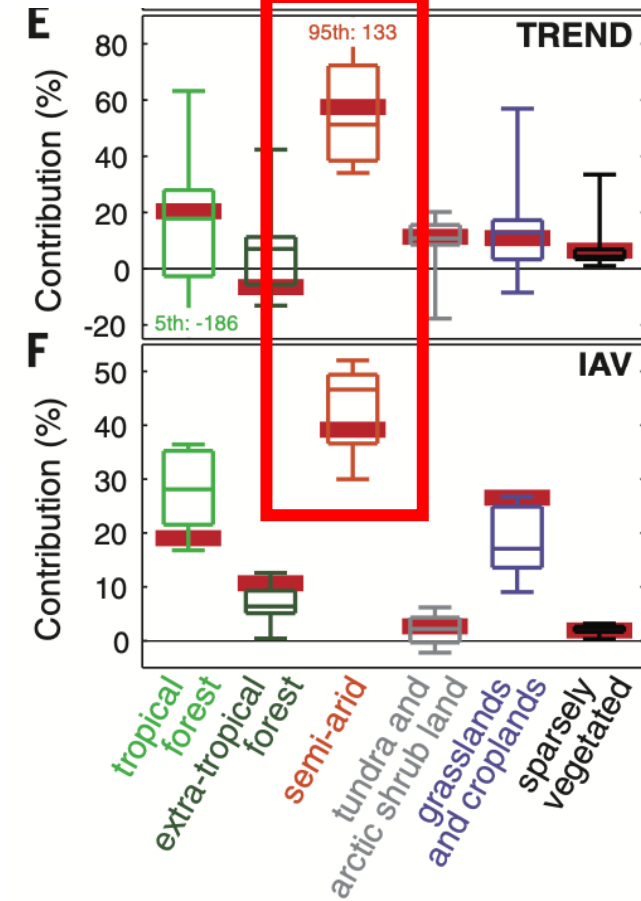 E
TREND
95th: 133
Contribution (%)
80
60
40
20
0
-20
5th: -186
F
IAV
Contribution (%)
50
40
30
20
10
0
tropical
forest
extra-tropical
forest
semi-arid
tundra and
arctic shrub land
grasslands
and croplands
sparsely
vegetated